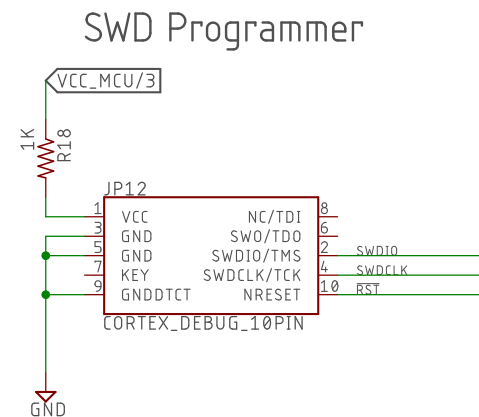 SWD Programmer
VCC_MCU/3
1K
R18
JP12
1 VCC NC/TDI 8
3 GND SWO/TDO 6
5 GND SWDIO/TMS 2 SWDIO
7 KEY SWDCLK/TCK 4 SWDCLK
9 GNDDTCT NRESET 10 RST
CORTEX_DEBUG_10PIN
GND